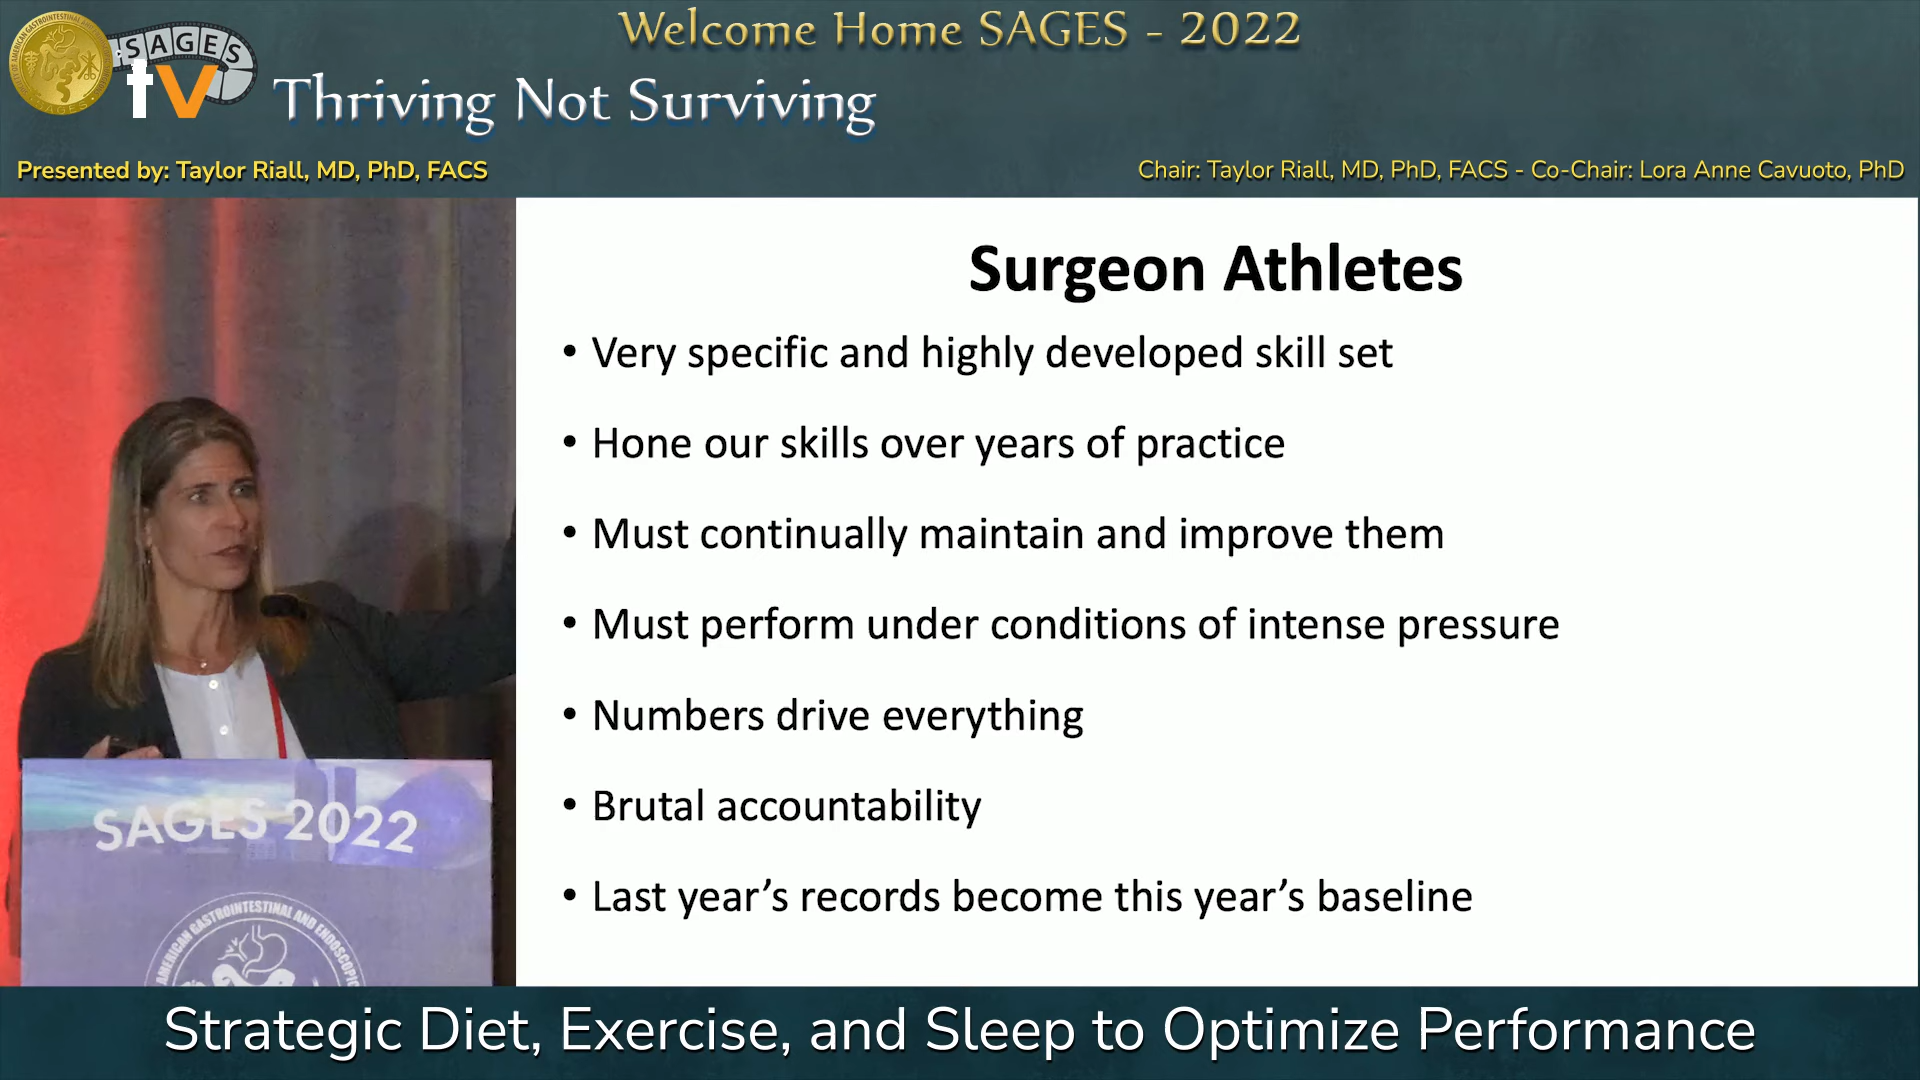 Welcome Home SAGES - 2022
SAGES
tv
Thriving Not Surviving
Presented by: Taylor Riall, MD, PhD, FACS
Chair: Taylor Riall, MD, PhD, FACS - Co-Chair: Lora Anne Cavuoto, PhD
Surgeon Athletes
• Very specific and highly developed skill set
• Hone our skills over years of practice
• Must continually maintain and improve them
• Must perform under conditions of intense pressure
• Numbers drive everything
• Brutal accountability
• Last year’s records become this year’s baseline
SAGES 2022
AMERICAN GASTROINTESTINAL AND ENDOSCOPIC
Strategic Diet, Exercise, and Sleep to Optimize Performance